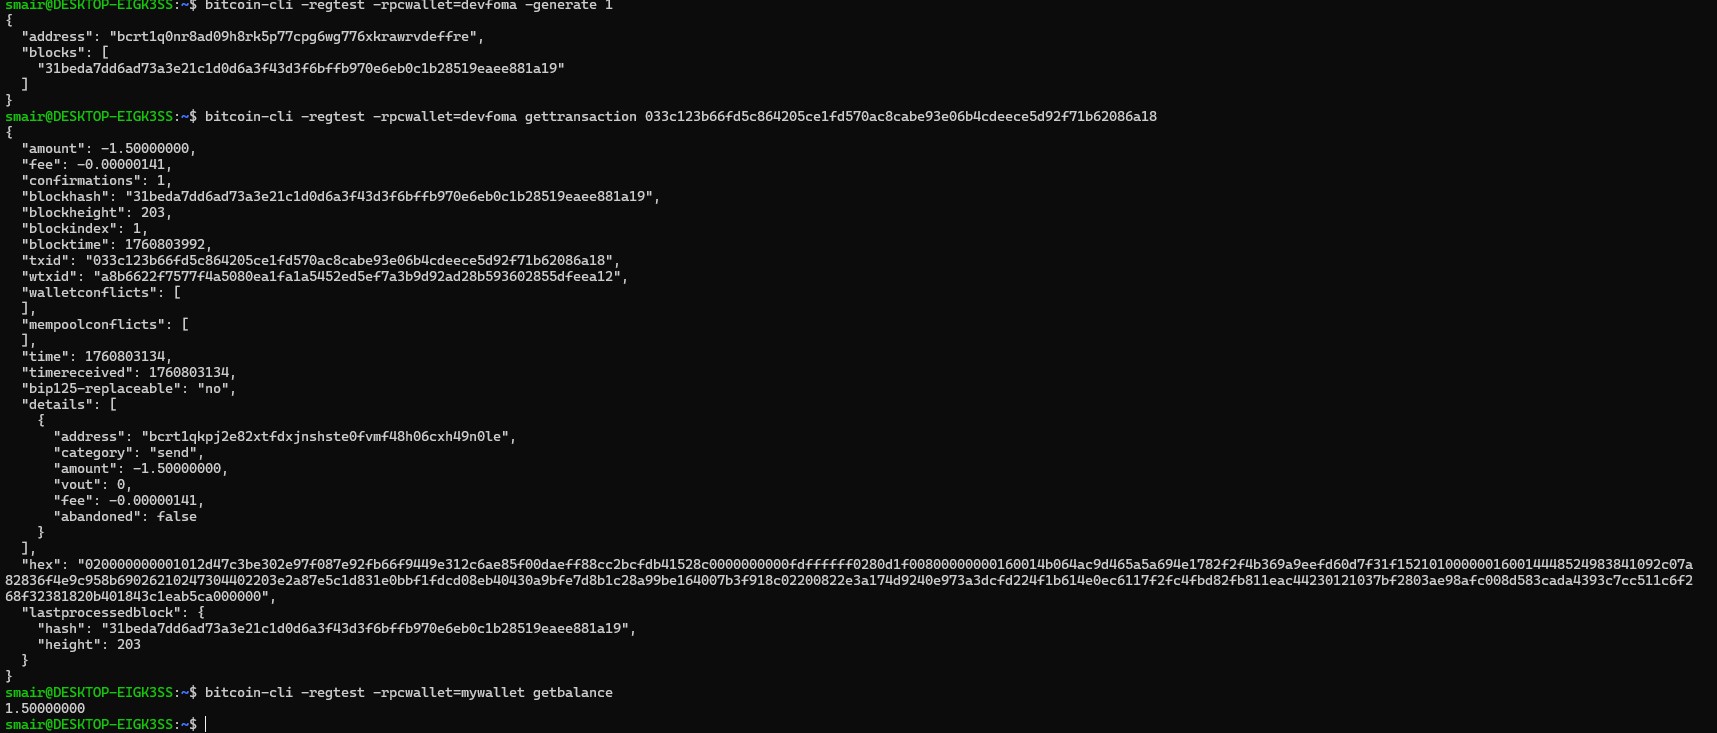 smair@DESKTOP-EIGK3SS:~$ bitcoin-cli -regtest -rpcwallet=devfoma -generate 1
{
  "address": "bcrt1q0nr8ad09h8rk5p77cpg6wg776xkrawrvdeffre",
  "blocks": [
    "31beda7dd6ad73a3e21c1d0d6a3f43d3f6bffb970e6eb0c1b28519eaee881a19"
  ]
}
smair@DESKTOP-EIGK3SS:~$ bitcoin-cli -regtest -rpcwallet=devfoma gettransaction 033c123b66fd5c864205ce1fd570ac8cabe93e06b4cdeece5d92f71b62086a18
{
  "amount": -1.50000000,
  "fee": -0.00000141,
  "confirmations": 1,
  "blockhash": "31beda7dd6ad73a3e21c1d0d6a3f43d3f6bffb970e6eb0c1b28519eaee881a19",
  "blockheight": 203,
  "blockindex": 1,
  "blocktime": 1760803992,
  "txid": "033c123b66fd5c864205ce1fd570ac8cabe93e06b4cdeece5d92f71b62086a18",
  "wtxid": "a8b6622f7577f4a5080ea1fa1a5452ed5ef7a3b9d92ad28b593602855dfeea12",
  "walletconflicts": [
  ],
  "mempoolconflicts": [
  ],
  "time": 1760803134,
  "timereceived": 1760803134,
  "bip125-replaceable": "no",
  "details": [
    {
      "address": "bcrt1qkpj2e82xtfdxjnshste0fvmf48h06cxh49n0le",
      "category": "send",
      "amount": -1.50000000,
      "vout": 0,
      "fee": -0.00000141,
      "abandoned": false
    }
  ],
  "hex": "020000000001012d47c3be302e97f087e92fb66f9449e312c6ae85f00daeff88cc2bcfdb41528c0000000000fdffffff0280d1f00800000000160014b064ac9d465a5a694e1782f2f4b369a9eefd60d7f31f1521010000001600144485249838 41092c07a
82836f4e9c958b69026210247304402203e2a87e5c1d831e0bbf1fdcd08eb40430a9bfe7d8b1c28a99be164007b3f918c02200822e3a174d9240e973a3dcfd224f1b614e0ec6117f2fc4fbd82fb811eac44230121037bf2803ae98afc008d583cada4393c7cc511c6f2
68f32381820b401843c1eab5ca000000",
  "lastprocessedblock": {
    "hash": "31beda7dd6ad73a3e21c1d0d6a3f43d3f6bffb970e6eb0c1b28519eaee881a19",
    "height": 203
  }
}
smair@DESKTOP-EIGK3SS:~$ bitcoin-cli -regtest -rpcwallet=mywallet getbalance
1.50000000
smair@DESKTOP-EIGK3SS:~$